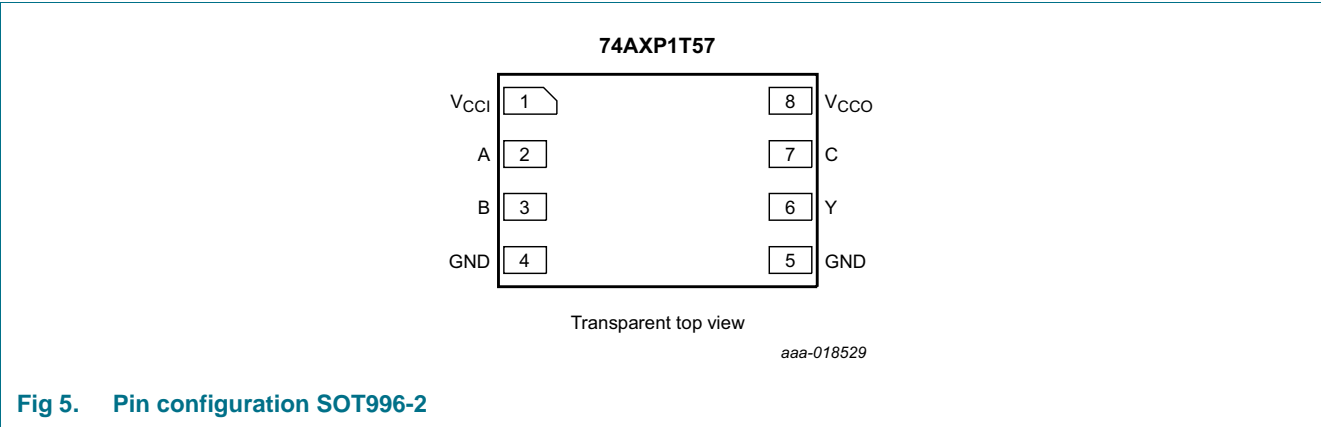 74AXP1T57
VCCI 1 8 VCCO
A 2 7 C
B 3 6 Y
GND 4 5 GND
Transparent top view
aaa-018529
Fig 5. Pin configuration SOT996-2